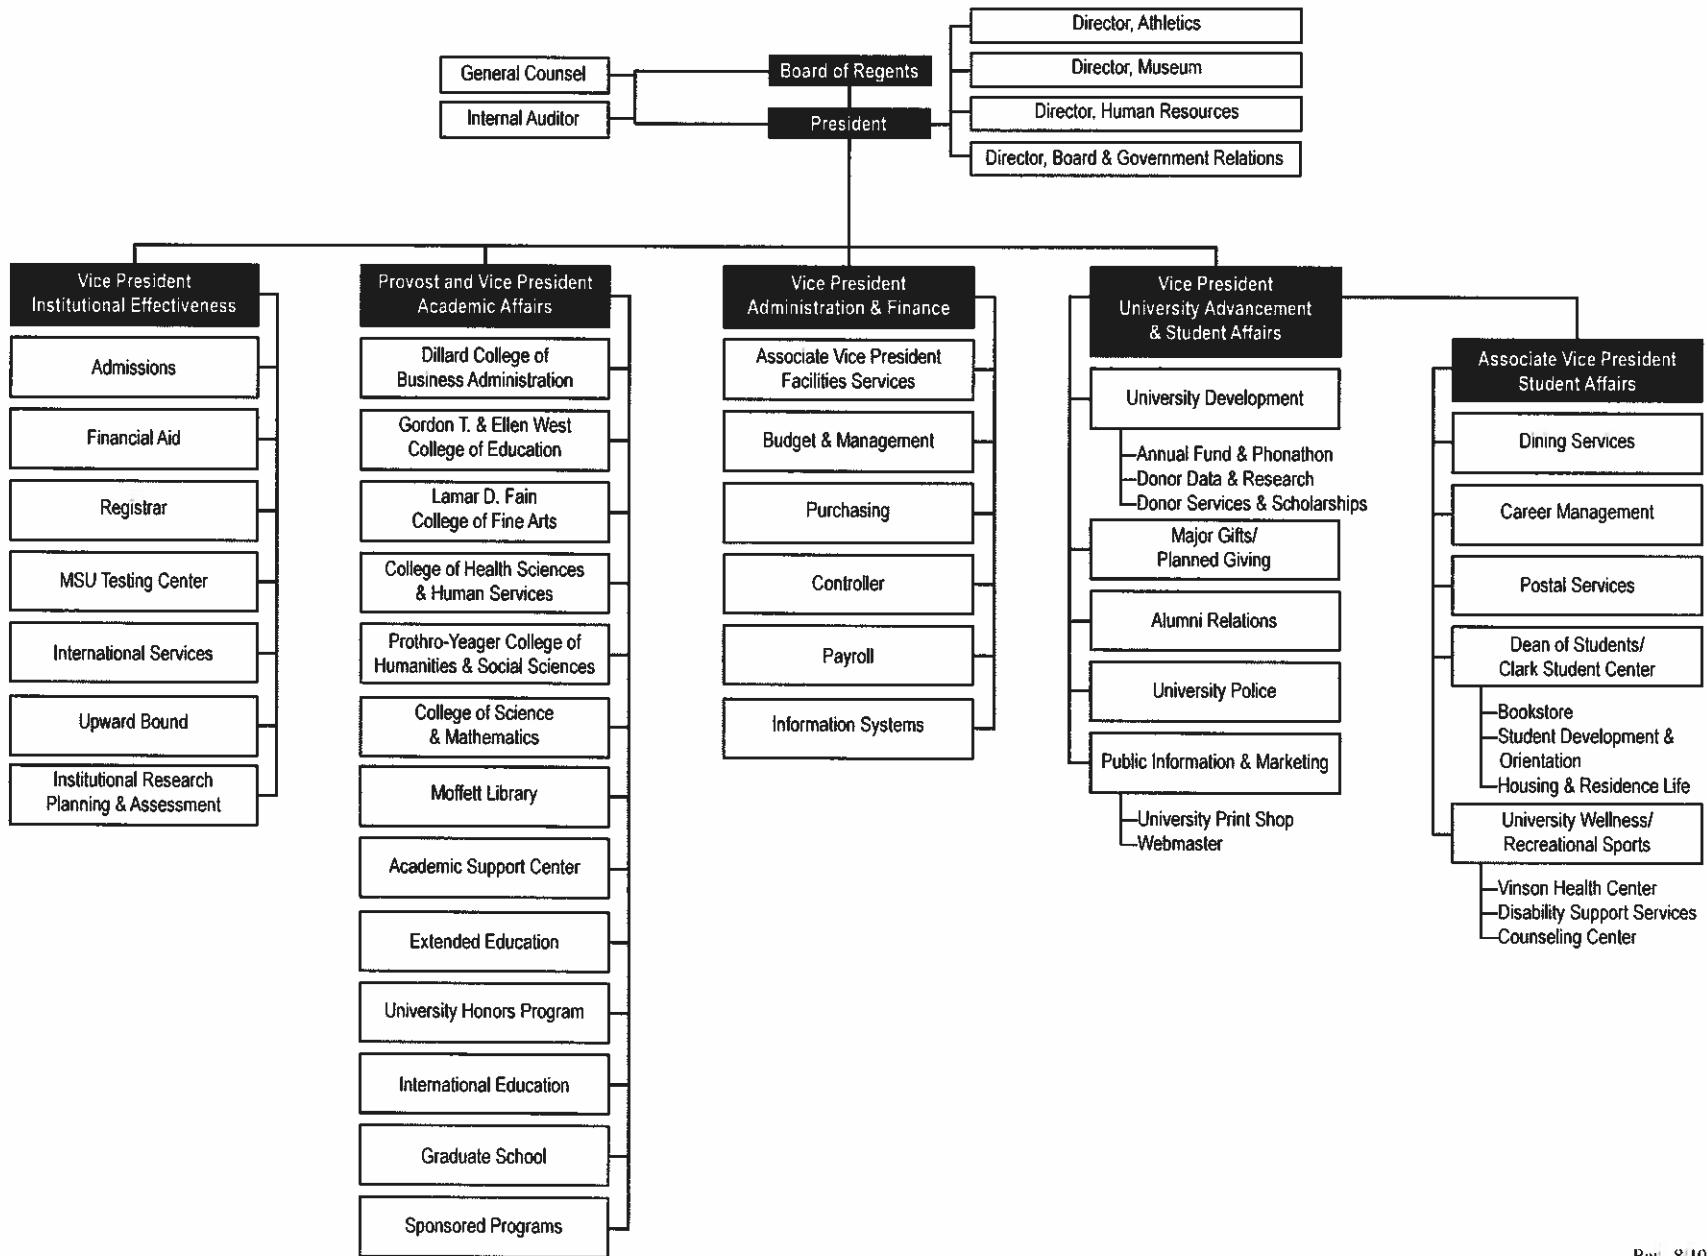 Director, Athletics
General Counsel
Board of Regents
Director, Museum
Internal Auditor
President
Director, Human Resources
Director, Board & Government Relations
Vice President
Institutional Effectiveness
Admissions
Financial Aid
Registrar
MSU Testing Center
International Services
Upward Bound
Institutional Research
Planning & Assessment
Provost and Vice President
Academic Affairs
Dillard College of
Business Administration
Gordon T. & Ellen West
College of Education
Lamar D. Fain
College of Fine Arts
College of Health Sciences
& Human Services
Prothro-Yeager College of
Humanities & Social Sciences
College of Science
& Mathematics
Moffett Library
Academic Support Center
Extended Education
University Honors Program
International Education
Graduate School
Sponsored Programs
Vice President
Administration & Finance
Associate Vice President
Facilities Services
Budget & Management
Purchasing
Controller
Payroll
Information Systems
Vice President
University Advancement
& Student Affairs
University Development
Annual Fund & Phonathon
Donor Data & Research
Donor Services & Scholarships
Major Gifts/
Planned Giving
Alumni Relations
University Police
Public Information & Marketing
University Print Shop
Webmaster
Associate Vice President
Student Affairs
Dining Services
Career Management
Postal Services
Dean of Students/
Clark Student Center
Bookstore
Student Development &
Orientation
Housing & Residence Life
University Wellness/
Recreational Sports
Vinson Health Center
Disability Support Services
Counseling Center